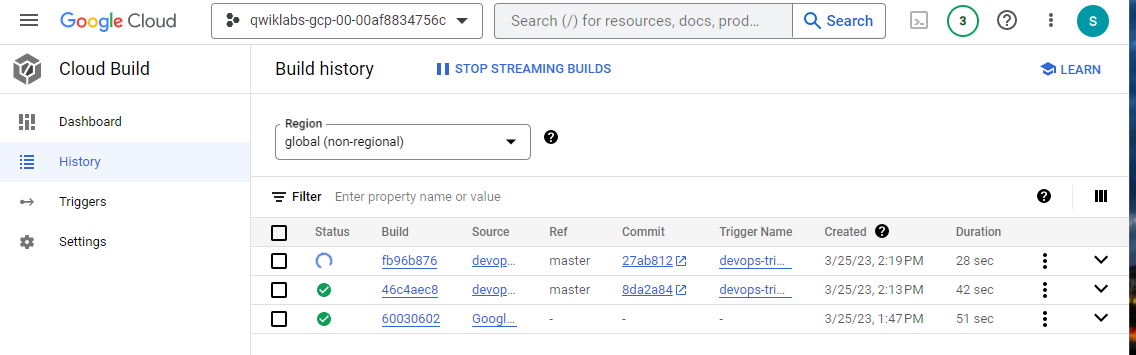 Google Cloud qwiklabs-gcp-00-00af8834756c Search (/) for resources, docs, prod... Search 3 S
Cloud Build Build history STOP STREAMING BUILDS LEARN
Dashboard
History
Triggers
Settings
Region
global (non-regional)
Filter Enter property name or value
Status Build Source Ref Commit Trigger Name Created Duration
fb96b876 devop... master 27ab812 devops-tri... 3/25/23, 2:19 PM 28 sec
46c4aec8 devop... master 8da2a84 devops-tri... 3/25/23, 2:13 PM 42 sec
60030602 Googl... - - - 3/25/23, 1:47 PM 51 sec